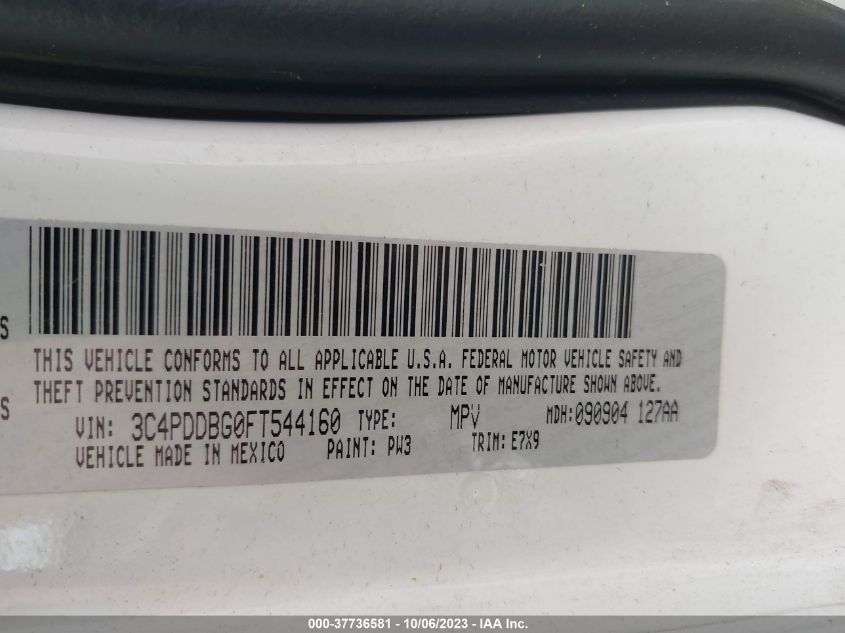 S
THIS VEHICLE CONFORMS TO ALL APPLICABLE U.S.A. FEDERAL MOTOR VEHICLE SAFETY AND
THEFT PREVENTION STANDARDS IN EFFECT ON THE DATE OF MANUFACTURE SHOWN ABOVE.
S
VIN: 3C4PDDBG0FT544160 TYPE: MPV MDH: 090904 127AA
VEHICLE MADE IN MEXICO PAINT: PW3 TRIM: E7X9
000-37736581 - 10/06/2023 - IAA Inc.